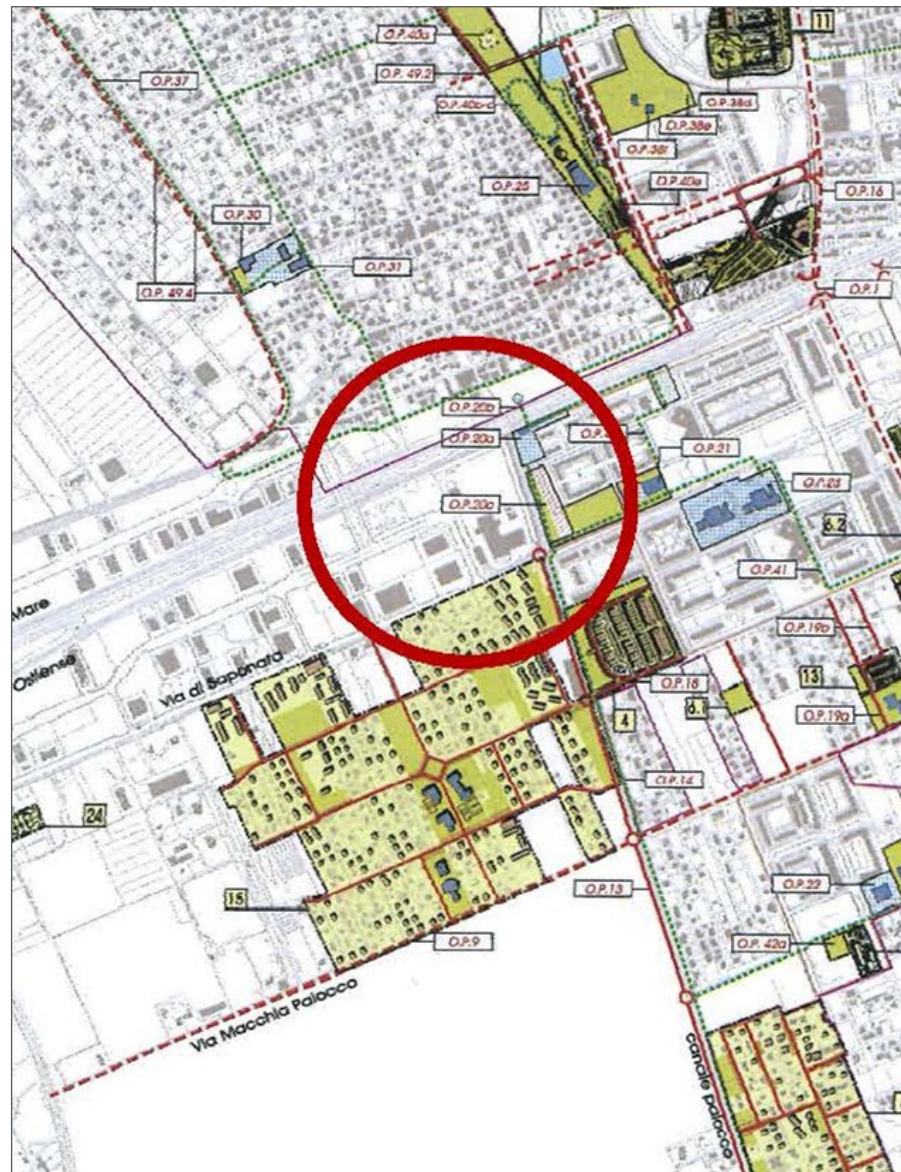 O.P.40a
11
O.P.37
O.P. 49.2
O.P.40b-c
O.P.38d
O.P.38e
O.P.38f
O.P.25
O.P.40e
O.P.16
O.P.30
O.P.31
O.P. 49.4
O.P.1
O.P.20b
O.P.20a
O.P.21
O.P.20c
O.P.23
6.2
O.P.41
Mare
Ostiense
Via di Saponara
O.P.19b
O.P.18
13
6.1
4
O.P.19a
O.P.14
24
15
O.P.13
O.P.22
O.P.9
O.P. 42a
Via Macchia Palocco
canale palocco